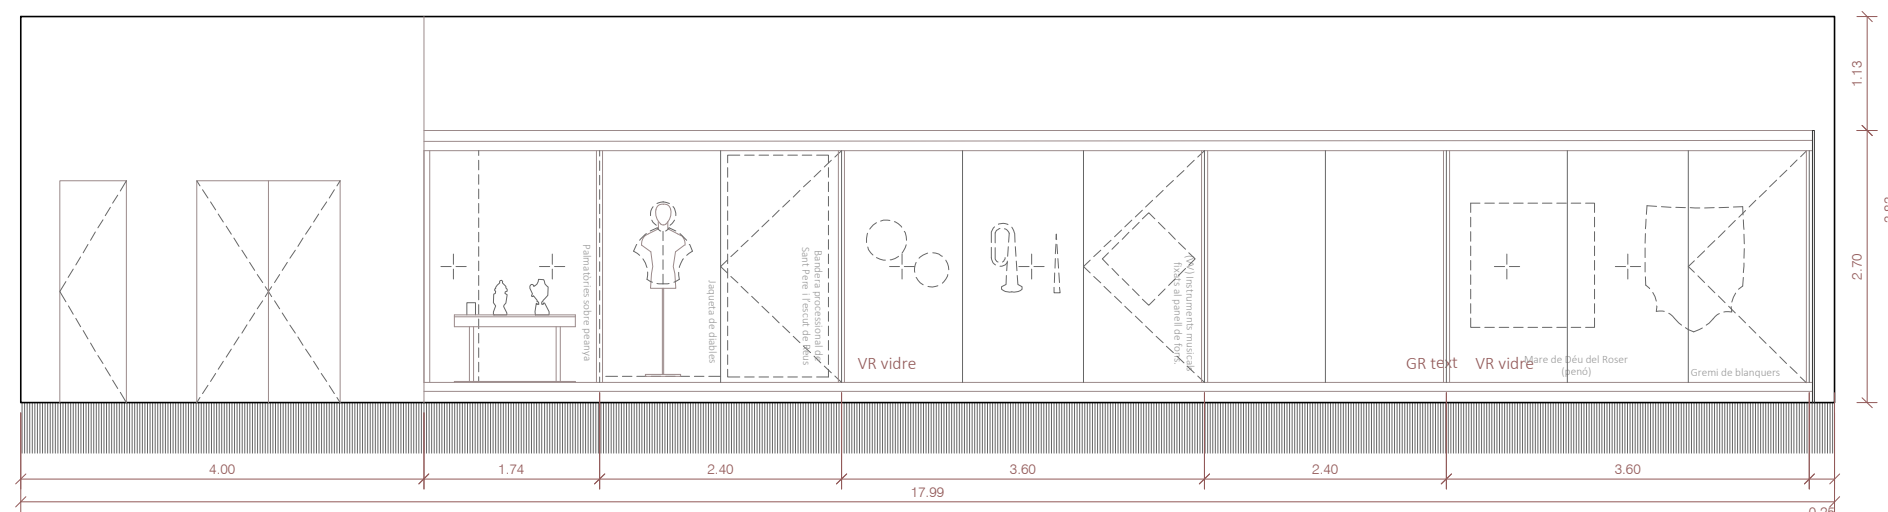 1.13
Palmatòries sobre peanya
Jaqueta de diables
Bandera processional de
Sant Pere i l'escut de Reus
instruments musicals
fixats al panell de fons
2.70
VR vidre
GR text
VR vidre
Mare de Déu del Roser
(penó)
Gremi de blanquers
4.00
1.74
2.40
3.60
2.40
3.60
17.99